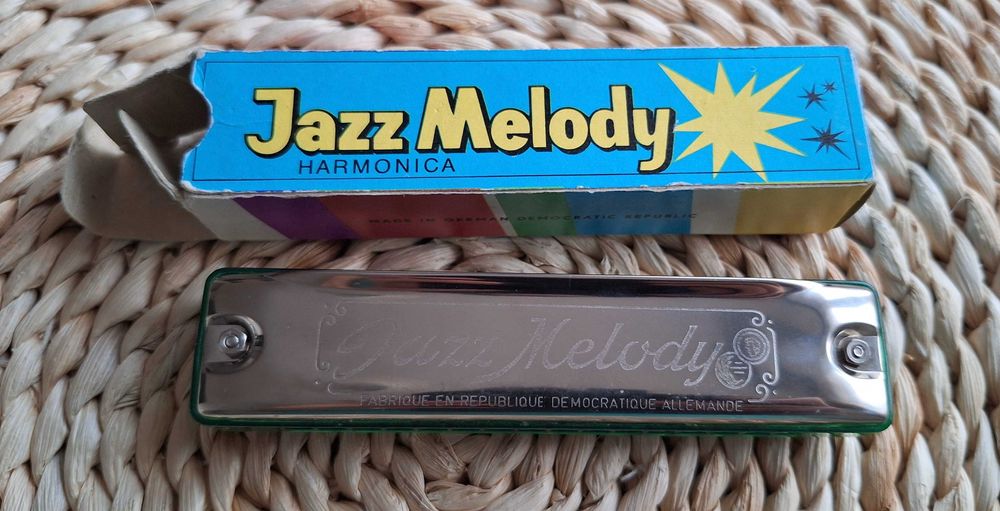 Jazz Melody
HARMONICA
MADE IN GERMAN DEMOCRATIC REPUBLIC
Jazz Melody
FABRIQUE EN REPUBLIQUE DEMOCRATIQUE ALLEMANDE